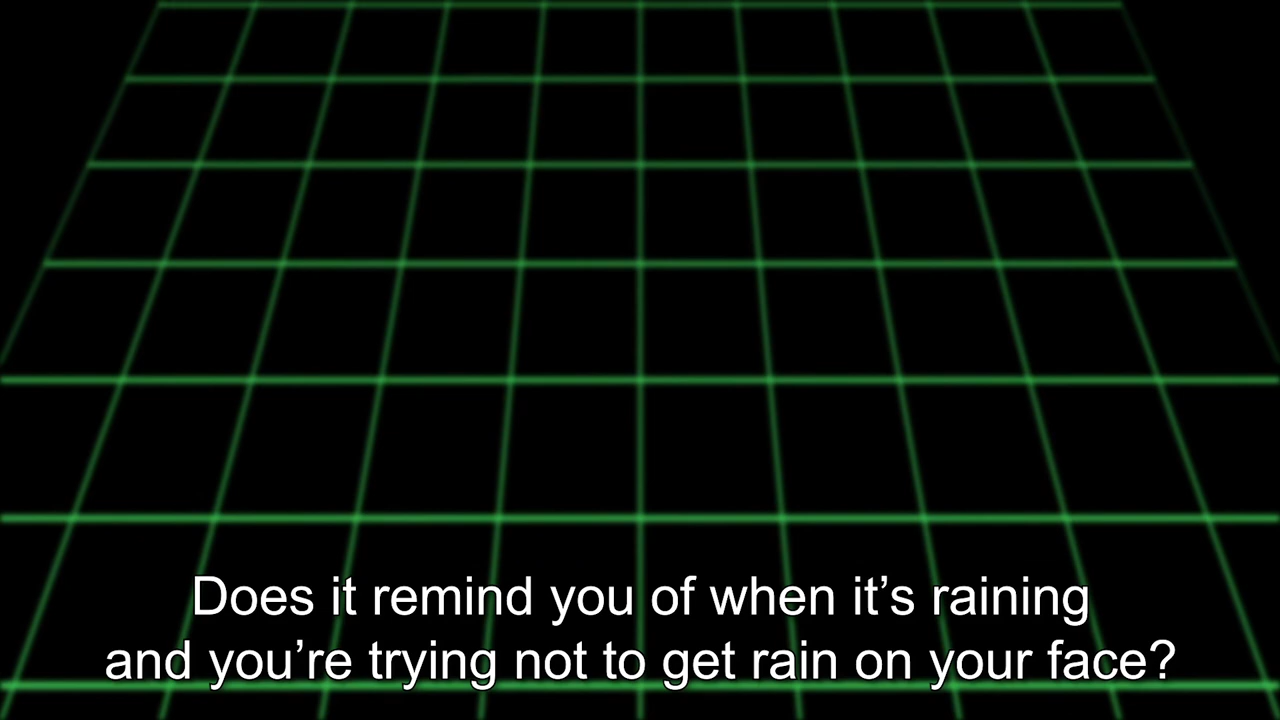 Does it remind you of when it’s raining
and you’re trying not to get rain on your face?